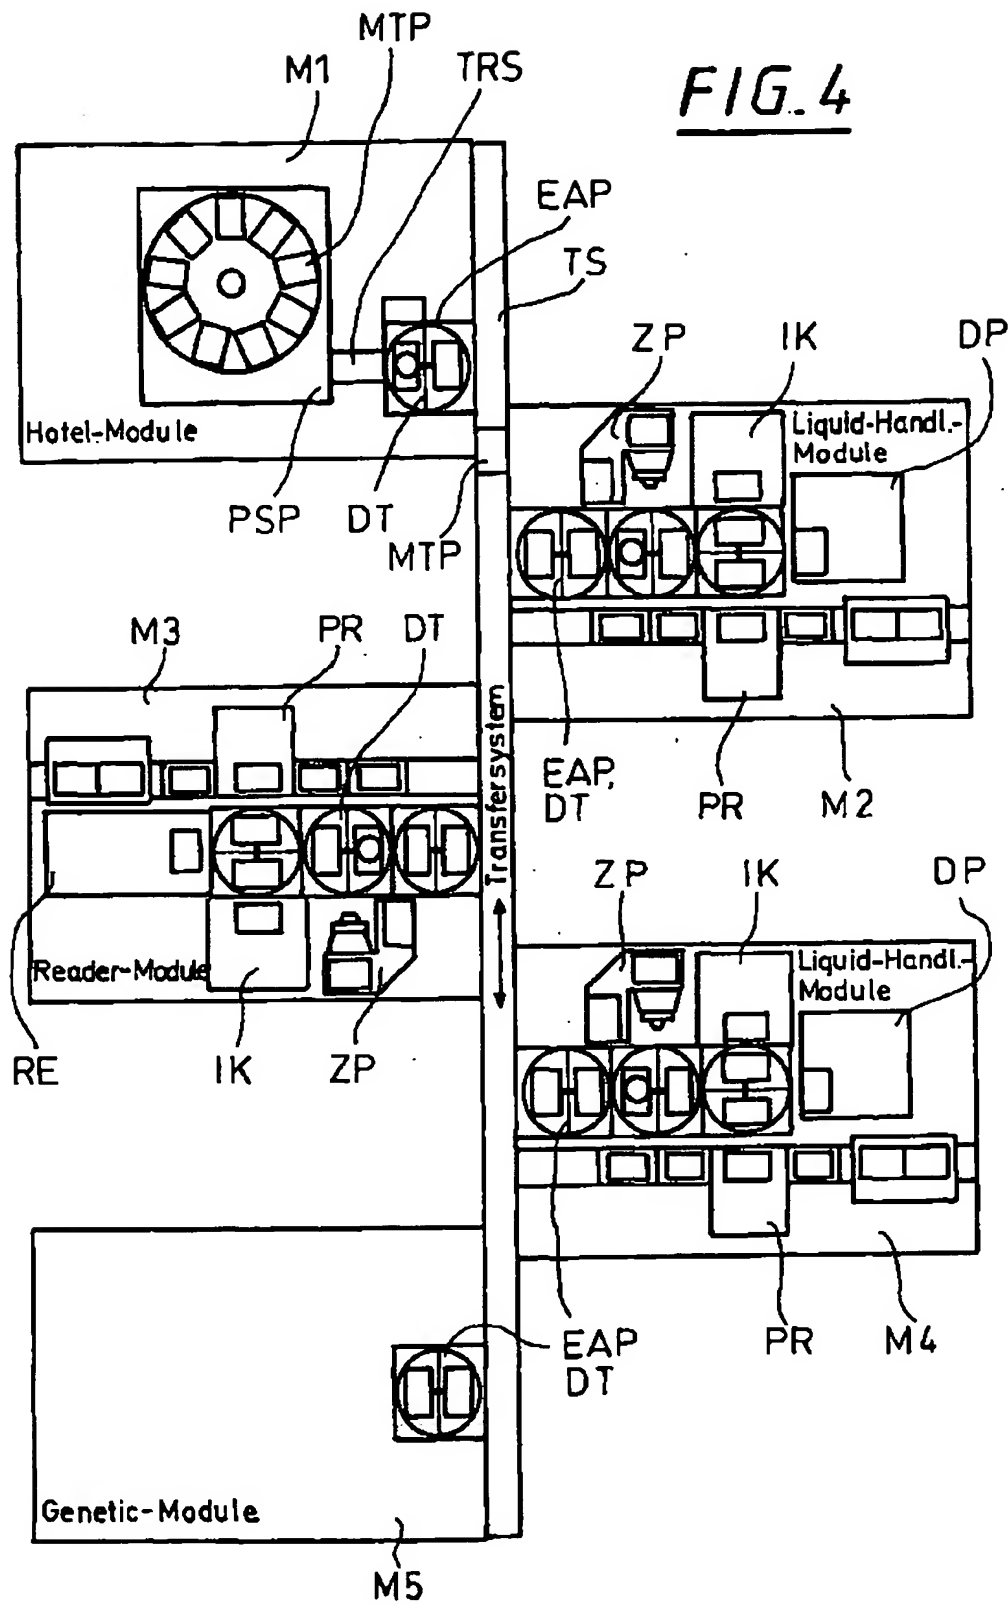 FIG. 4
MTP
M1
TRS
EAP
TS
Hotel-Module
PSP
DT
MTP
ZP
IK
DP
Liquid-Handl.-
Module
EAP,
DT
PR
M2
M3
PR
DT
Transfersystem
Reader-Module
RE
IK
ZP
ZP
IK
DP
Liquid-Handl.-
Module
EAP
DT
PR
M4
Genetic-Module
M5